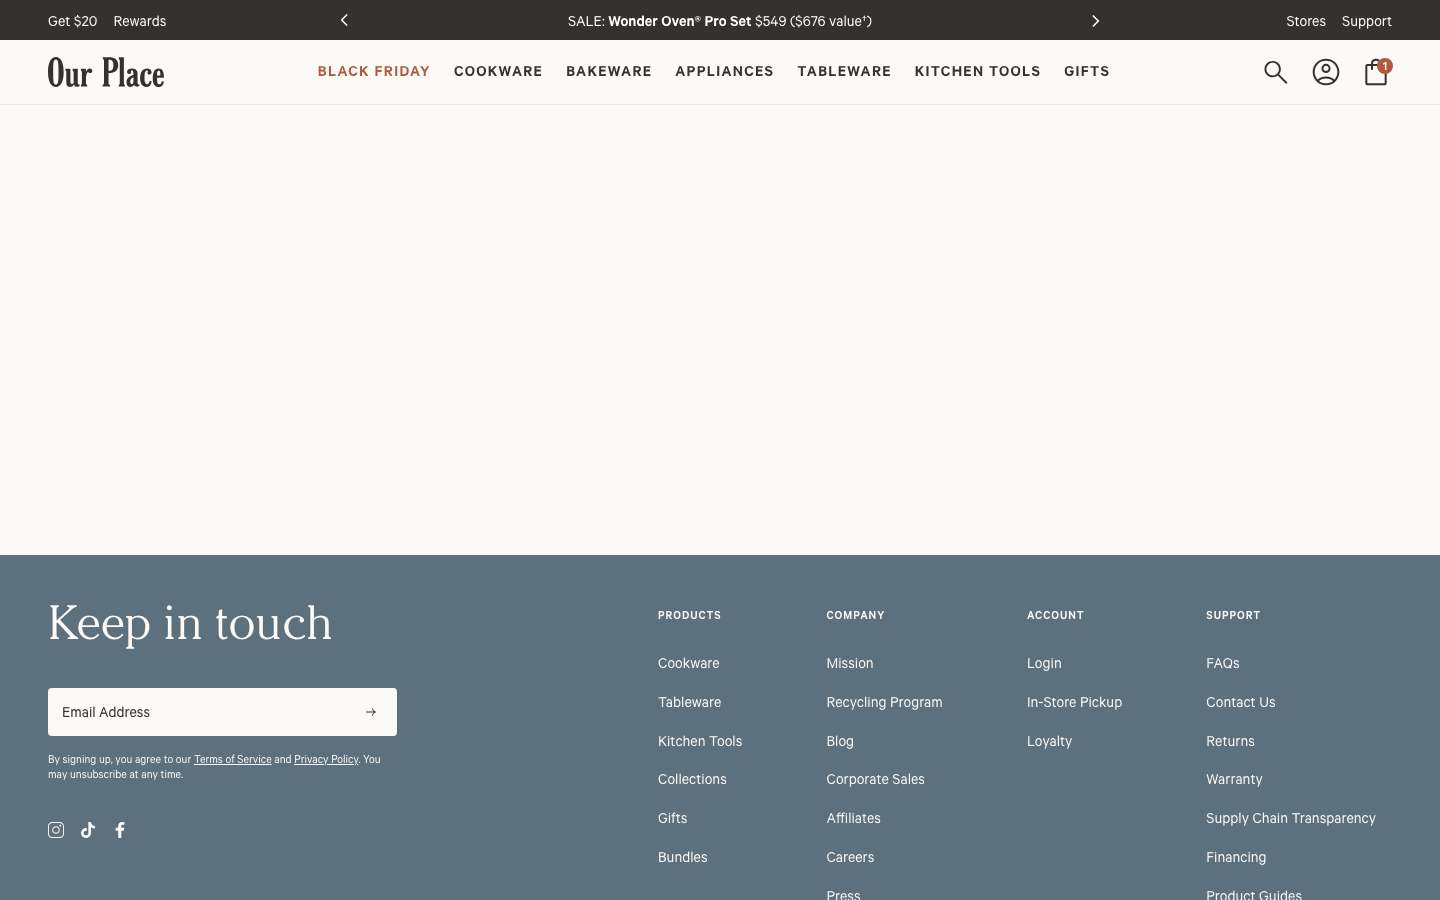 Get $20 Rewards
SALE: Wonder Oven® Pro Set $549 ($676 value†)
Stores Support
Our Place
BLACK FRIDAY COOKWARE BAKEWARE APPLIANCES TABLEWARE KITCHEN TOOLS GIFTS
1
Keep in touch
Email Address
By signing up, you agree to our Terms of Service and Privacy Policy. You
may unsubscribe at any time.
PRODUCTS
Cookware
Tableware
Kitchen Tools
Collections
Gifts
Bundles
COMPANY
Mission
Recycling Program
Blog
Corporate Sales
Affiliates
Careers
Press
ACCOUNT
Login
In-Store Pickup
Loyalty
SUPPORT
FAQs
Contact Us
Returns
Warranty
Supply Chain Transparency
Financing
Product Guides